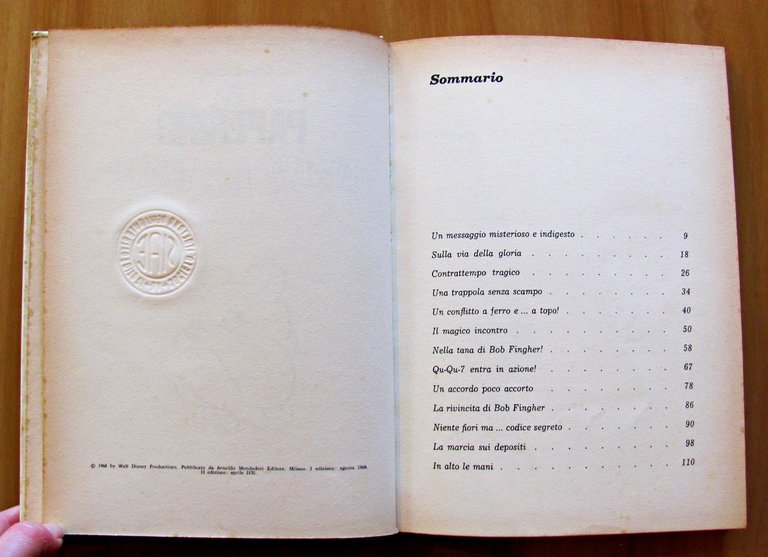 © 1968 by Walt Disney Productions. Pubblicato da Arnoldo Mondadori Editore. Milano. I edizione: agosto 1968.
II edizione: aprile 1970.
Sommario
Un messaggio misterioso e indigesto . . . . . . 9
Sulla via della gloria . . . . . . . . 18
Contrattempo tragico . . . . . . . . 26
Una trappola senza scampo . . . . . . . 34
Un conflitto a ferro e ... a topo! . . . . . . 40
Il magico incontro . . . . . . . . . 50
Nella tana di Bob Fingher! . . . . . . . 58
Qu-Qu-7 entra in azione! . . . . . . . 67
Un accordo poco accorto . . . . . . . 78
La rivincita di Bob Fingher . . . . . . . 86
Niente fiori ma ... codice segreto . . . . . . 90
La marcia sui depositi . . . . . . . . 98
In alto le mani . . . . . . . . . 110